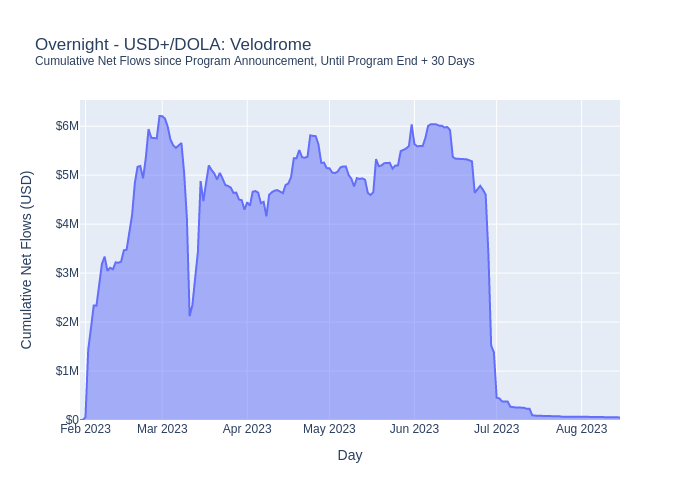 Overnight - USD+/DOLA: Velodrome
Cumulative Net Flows since Program Announcement, Until Program End + 30 Days
Cumulative Net Flows (USD)
$6M
$5M
$4M
$3M
$2M
$1M
$0
Feb 2023 Mar 2023 Apr 2023 May 2023 Jun 2023 Jul 2023 Aug 2023
Day